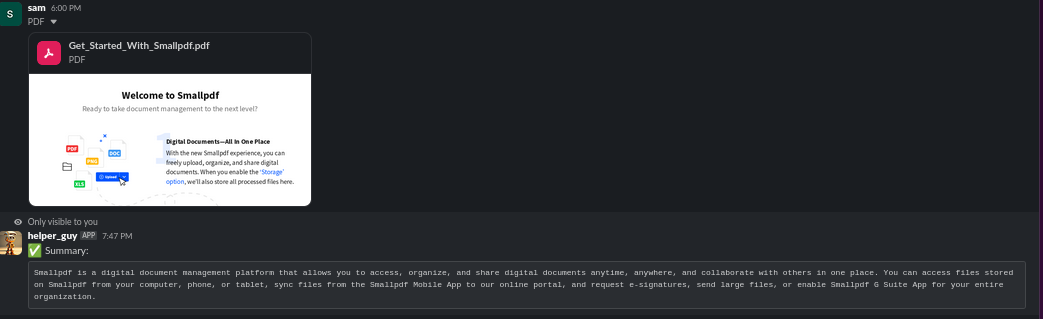 S
sam 6:00 PM
PDF
Get_Started_With_Smallpdf.pdf
PDF
Welcome to Smallpdf
Ready to take document management to the next level?
PDF
DOC
PNG
XLS
Upload
1
Digital Documents—All In One Place
With the new Smallpdf experience, you can
freely upload, organize, and share digital
documents. When you enable the 'Storage'
option, we'll also store all processed files here.
Only visible to you
helper_guy APP 7:47 PM
Summary:
Smallpdf is a digital document management platform that allows you to access, organize, and share digital documents anytime, anywhere, and collaborate with others in one place. You can access files stored
on Smallpdf from your computer, phone, or tablet, sync files from the Smallpdf Mobile App to our online portal, and request e-signatures, send large files, or enable Smallpdf G Suite App for your entire
organization.